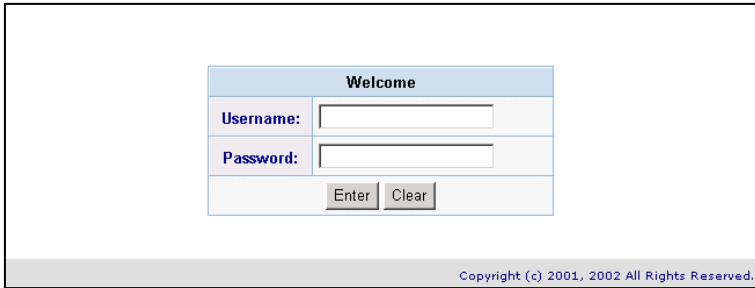 Welcome
Username:
Password:
Enter Clear
Copyright (c) 2001, 2002 All Rights Reserved.